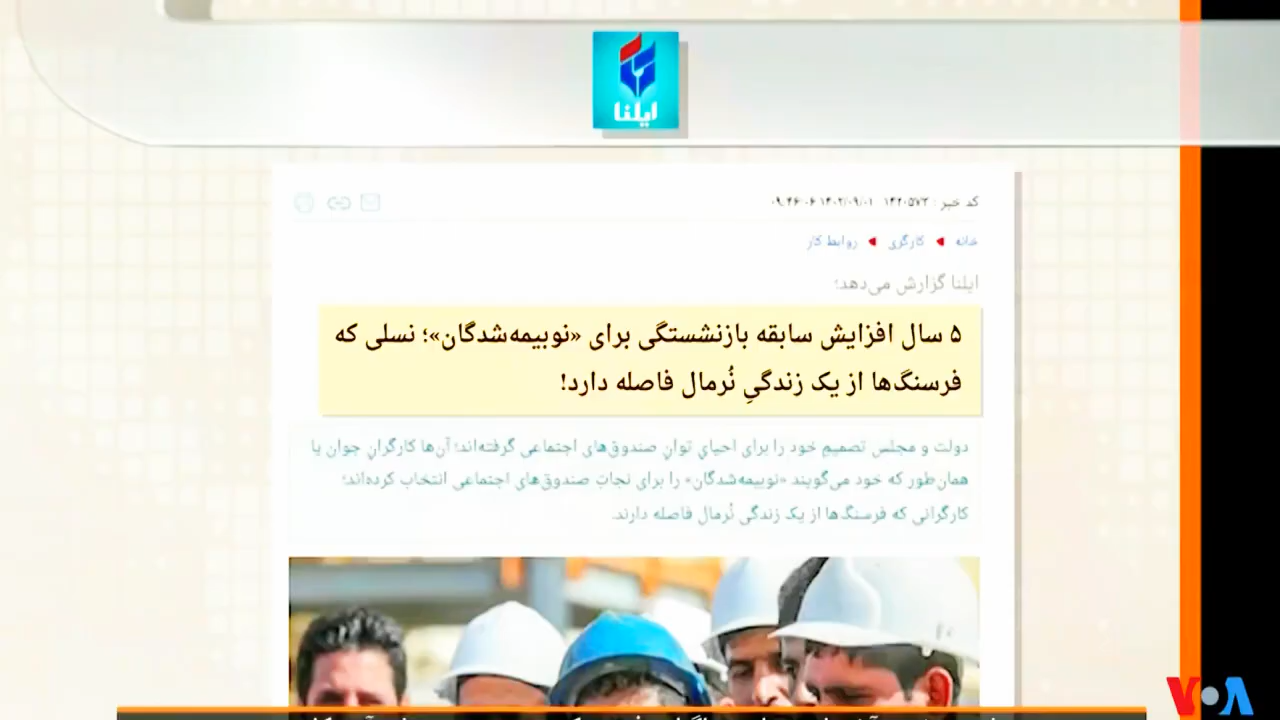 ایلنا
کد خبر : ۱۴۲۰۵۷۳ ۱۴۰۲/۰۹/۰۱ ۰۹:۴۶:۰۶
خانه کارگری روابط کار
ایلنا گزارش می‌دهد؛
۵ سال افزایش سابقه بازنشستگی برای «نوبیمه‌شدگان»؛ نسلی که
فرسنگ‌ها از یک زندگیِ نُرمال فاصله دارد!
دولت و مجلس تصمیمِ خود را برای احیایِ توانِ صندوق‌های اجتماعی گرفته‌اند؛ آن‌ها کارگرانِ جوان یا
همان‌طور که خود می‌گویند «نوبیمه‌شدگان» را برای نجاتِ صندوق‌های اجتماعی انتخاب کرده‌اند؛
کارگرانی که فرسنگ‌ها از یک زندگی نُرمال فاصله دارند.
VOA